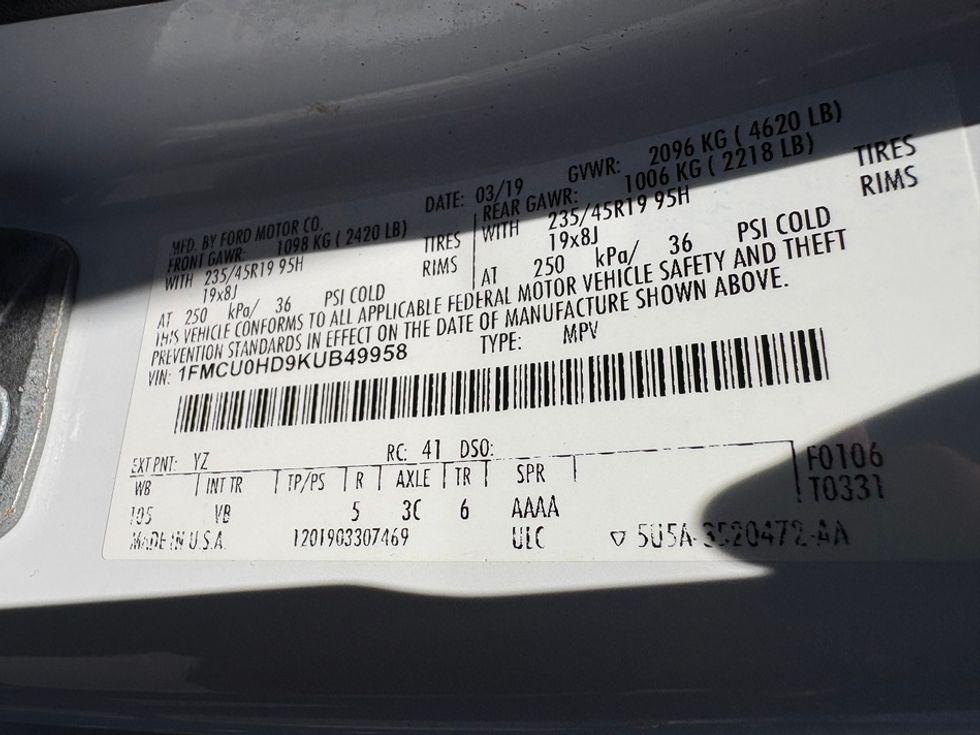 MFD. BY FORD MOTOR CO. DATE: 03/19 GVWR: 2096 KG ( 4620 LB)
FRONT GAWR: 1098 KG ( 2420 LB) REAR GAWR: 1006 KG ( 2218 LB)
WITH 235/45R19 95H TIRES WITH 235/45R19 95H TIRES
19x8J RIMS 19x8J RIMS
AT 250 kPa/ 36 PSI COLD AT 250 kPa/ 36 PSI COLD
THIS VEHICLE CONFORMS TO ALL APPLICABLE FEDERAL MOTOR VEHICLE SAFETY AND THEFT
PREVENTION STANDARDS IN EFFECT ON THE DATE OF MANUFACTURE SHOWN ABOVE.
VIN: 1FMCU0HD9KUB49958 TYPE: MPV
EXT PNT: YZ RC: 41 DSO: F0106
WB INT TR TP/PS R AXLE TR SPR T0331
105 VB 5 3C 6 AAAA
MADE IN U.S.A. 1201903307469 ULC ▽ 5U5A-3520472-AA